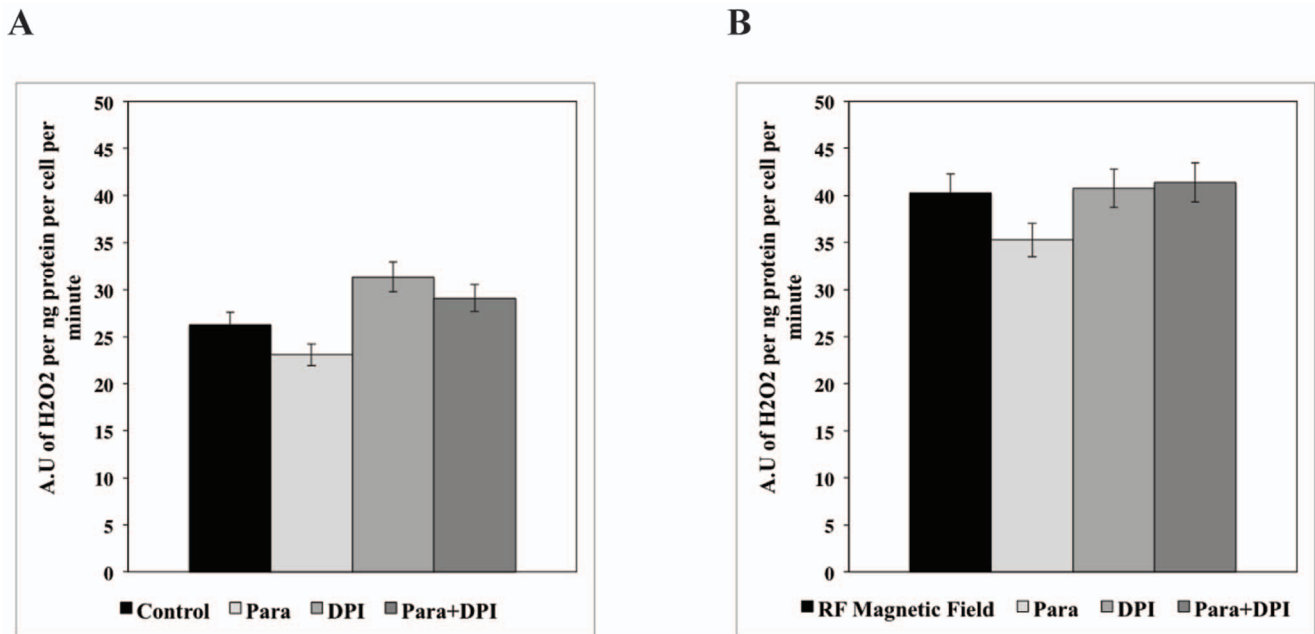 A
A.U of H2O2 per ng protein per cell per
minute
50
45
40
35
30
25
20
15
10
5
0
Control Para DPI Para+DPI
B
A.U of H2O2 per ng protein per cell per
minute
50
45
40
35
30
25
20
15
10
5
0
RF Magnetic Field Para DPI Para+DPI